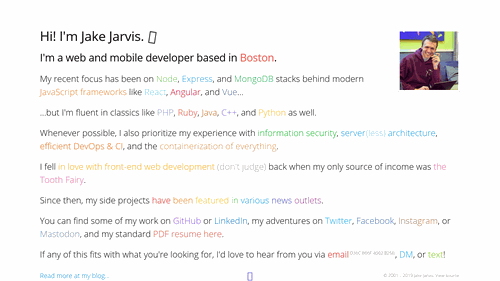 Hi! I'm Jake Jarvis.
I'm a web and mobile developer based in Boston.
My recent focus has been on Node, Express, and MongoDB stacks behind modern
JavaScript frameworks like React, Angular, and Vue...
...but I'm fluent in classics like PHP, Ruby, Java, C++, and Python as well.
Whenever possible, I also prioritize my experience with information security, server(less) architecture,
efficient DevOps & CI, and the containerization of everything.
I fell in love with front-end web development (don't judge) back when my only source of income was the
Tooth Fairy.
Since then, my side projects have been featured in various news outlets.
You can find some of my work on GitHub or LinkedIn, my adventures on Twitter, Facebook, Instagram, or
Mastodon, and my standard PDF resume here.
If any of this fits with what you're looking for, I'd love to hear from you via email, DM, or text!
Read more at my blog...